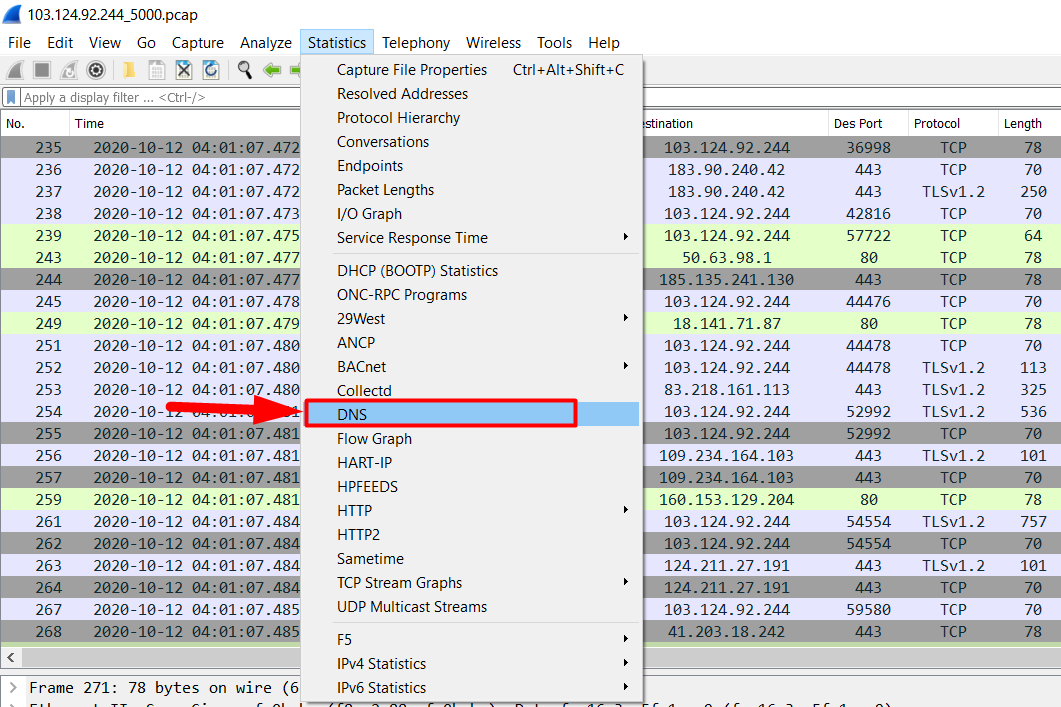 103.124.92.244_5000.pcap
File Edit View Go Capture Analyze Statistics Telephony Wireless Tools Help
Apply a display filter ... <Ctrl-/>
Capture File Properties Ctrl+Alt+Shift+C
Resolved Addresses
Protocol Hierarchy
Conversations
Endpoints
Packet Lengths
I/O Graph
Service Response Time
DHCP (BOOTP) Statistics
ONC-RPC Programs
29West
ANCP
BACnet
Collectd
DNS
Flow Graph
HART-IP
HPFEEDS
HTTP
HTTP2
Sametime
TCP Stream Graphs
UDP Multicast Streams
F5
IPv4 Statistics
IPv6 Statistics
No. Time stination Des Port Protocol Length
235 2020-10-12 04:01:07.472 103.124.92.244 36998 TCP 78
236 2020-10-12 04:01:07.472 183.90.240.42 443 TCP 70
237 2020-10-12 04:01:07.472 183.90.240.42 443 TLSv1.2 250
238 2020-10-12 04:01:07.473 103.124.92.244 42816 TCP 70
239 2020-10-12 04:01:07.475 103.124.92.244 57722 TCP 64
243 2020-10-12 04:01:07.477 50.63.98.1 80 TCP 78
244 2020-10-12 04:01:07.477 185.135.241.130 443 TCP 78
245 2020-10-12 04:01:07.478 103.124.92.244 44476 TCP 70
249 2020-10-12 04:01:07.479 18.141.71.87 80 TCP 78
251 2020-10-12 04:01:07.480 103.124.92.244 44478 TCP 70
252 2020-10-12 04:01:07.480 103.124.92.244 44478 TLSv1.2 113
253 2020-10-12 04:01:07.480 83.218.161.113 443 TLSv1.2 325
254 2020-10-12 103.124.92.244 52992 TLSv1.2 536
255 2020-10-12 04:01:07.481 103.124.92.244 52992 TCP 70
256 2020-10-12 04:01:07.481 109.234.164.103 443 TLSv1.2 101
257 2020-10-12 04:01:07.481 109.234.164.103 443 TCP 70
259 2020-10-12 04:01:07.481 160.153.129.204 80 TCP 78
261 2020-10-12 04:01:07.484 103.124.92.244 54554 TLSv1.2 757
262 2020-10-12 04:01:07.484 103.124.92.244 54554 TCP 70
263 2020-10-12 04:01:07.484 124.211.27.191 443 TLSv1.2 101
264 2020-10-12 04:01:07.484 124.211.27.191 443 TCP 70
267 2020-10-12 04:01:07.485 103.124.92.244 59580 TCP 70
268 2020-10-12 04:01:07.485 41.203.18.242 443 TCP 78
Frame 271: 78 bytes on wire (6